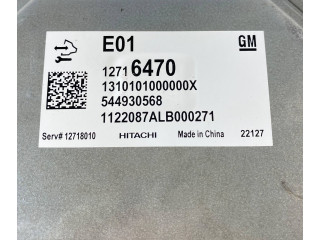 E01
GM
12716470
1310101000000X
544930568
1122087ALB000271
Serv# 12718010 HITACHI Made in China 22127